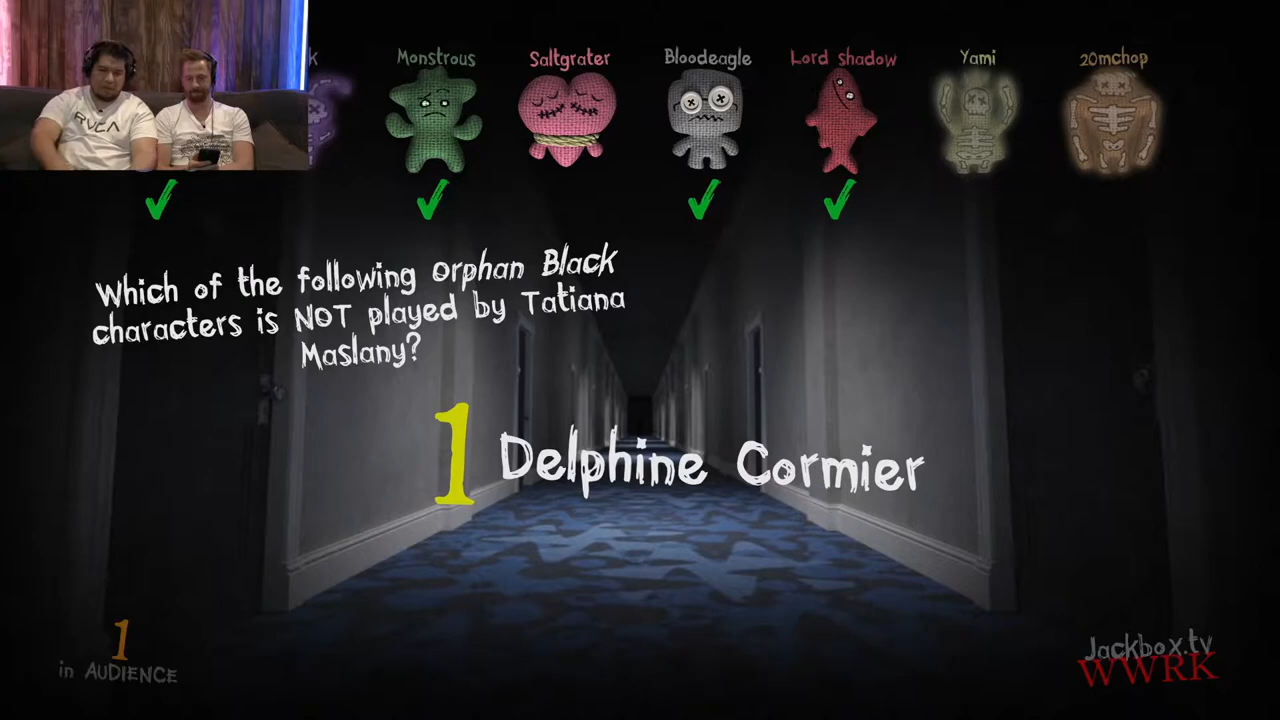 k
Monstrous
Saltgrater
Bloodeagle
Lord shadow
Yami
20mchop
RVCA
Which of the following Orphan Black
characters is NOT played by Tatiana
Maslany?
1 Delphine Cormier
1
in AUDIENCE
Jackbox.tv
WWRK